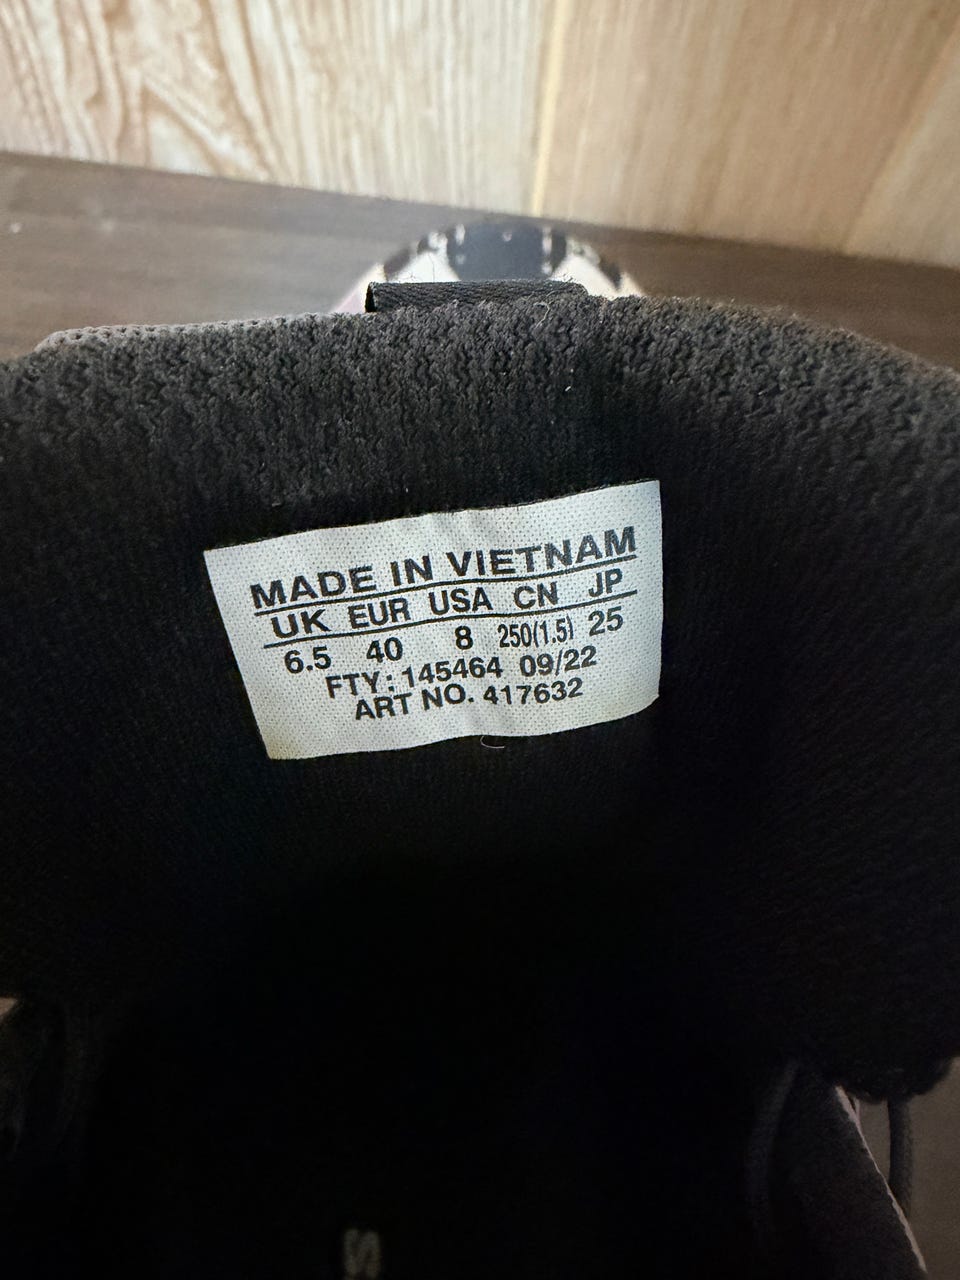 MADE IN VIETNAM
UK EUR USA CN JP
6.5 40 8 250(1.5) 25
FTY: 145464 09/22
ART NO. 417632
S